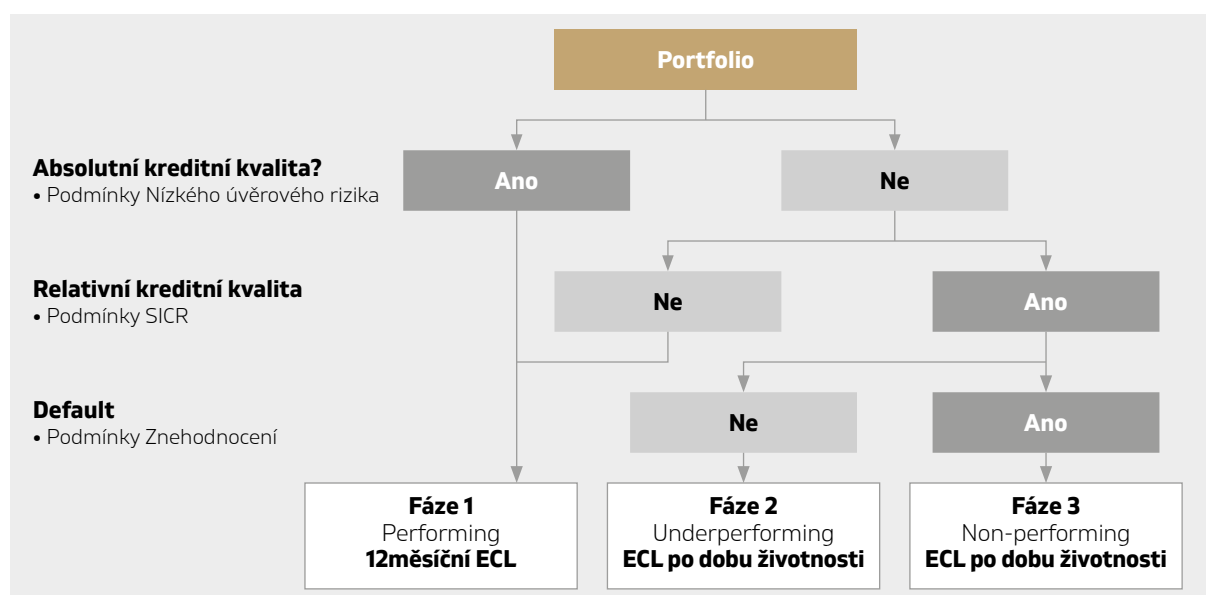 Portfolio
Absolutní kreditní kvalita?
• Podmínky Nízkého úvěrového rizika
Ano
Ne
Relativní kreditní kvalita
• Podmínky SICR
Ne
Ano
Default
• Podmínky Znehodnocení
Ne
Ano
Fáze 1
Performing
12měsíční ECL
Fáze 2
Underperforming
ECL po dobu životnosti
Fáze 3
Non-performing
ECL po dobu životnosti